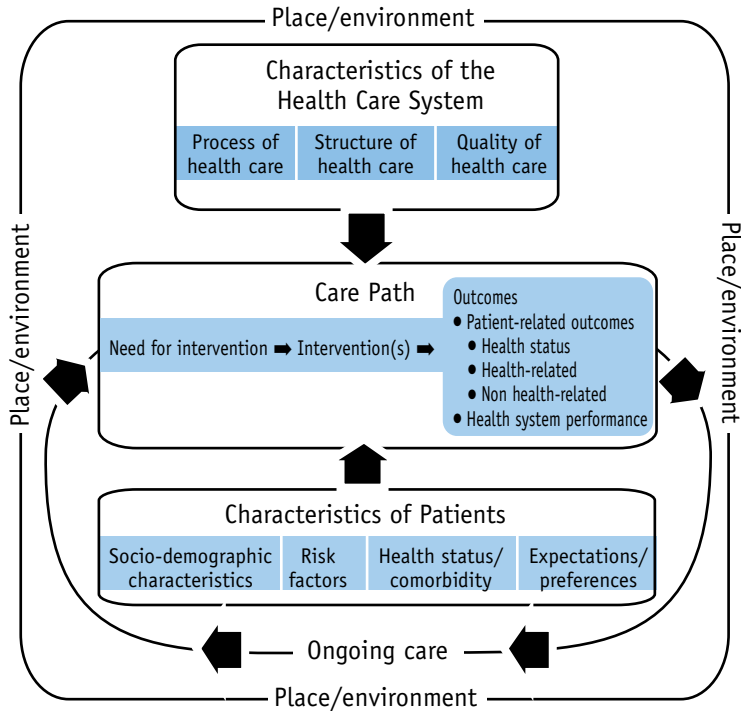 Place/environment
Characteristics of the
Health Care System
Process of
health care
Structure of
health care
Quality of
health care
Place/environment
Place/environment
Care Path
Need for intervention ➡ Intervention(s) ➡
Outcomes
• Patient-related outcomes
• Health status
• Health-related
• Non health-related
• Health system performance
Characteristics of Patients
Socio-demographic
characteristics
Risk
factors
Health status/
comorbidity
Expectations/
preferences
Ongoing care
Place/environment